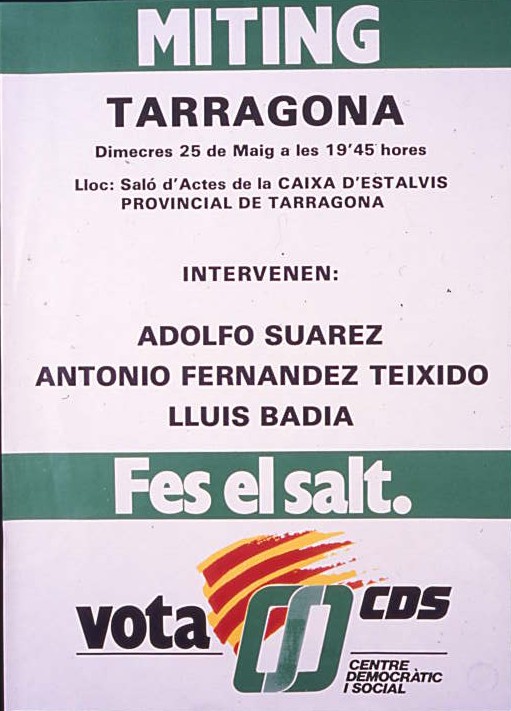 MITING
TARRAGONA
Dimecres 25 de Maig a les 19'45 hores
Lloc: Saló d'Actes de la CAIXA D'ESTALVIS
PROVINCIAL DE TARRAGONA
INTERVENEN:
ADOLFO SUAREZ
ANTONIO FERNANDEZ TEIXIDO
LLUIS BADIA
Fes el salt.
vota
CDS
CENTRE
DEMOCRÀTIC
I SOCIAL